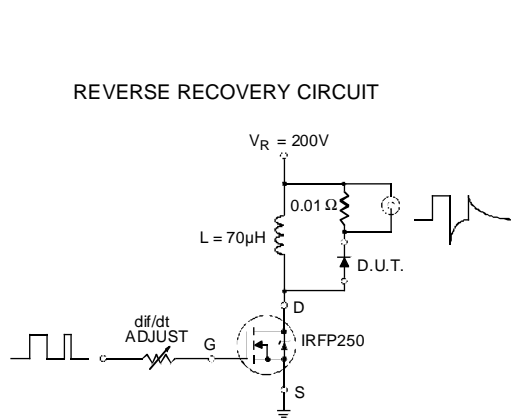 REVERSE RECOVERY CIRCUIT
V_R = 200V
0.01 Ω
L = 70µH
D.U.T.
D
dif/dt
ADJUST
G
IRFP250
S